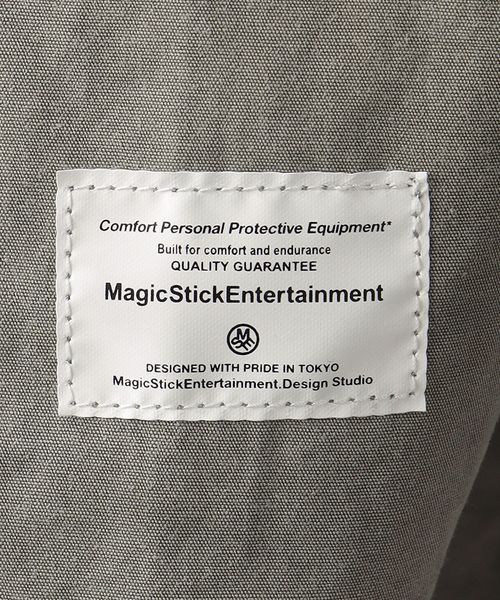 Comfort Personal Protective Equipment*
Built for comfort and endurance
QUALITY GUARANTEE
MagicStickEntertainment
DESIGNED WITH PRIDE IN TOKYO
MagicStickEntertainment.Design Studio